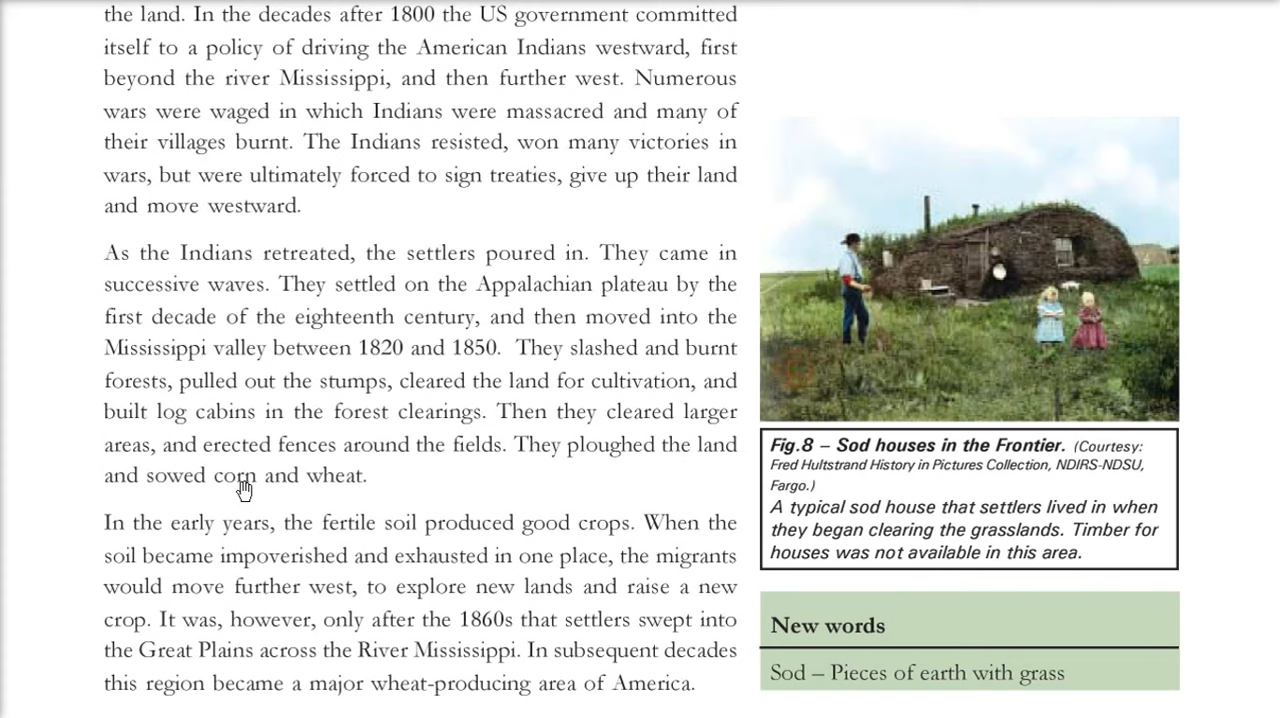 the land. In the decades after 1800 the US government committed
itself to a policy of driving the American Indians westward, first
beyond the river Mississippi, and then further west. Numerous
wars were waged in which Indians were massacred and many of
their villages burnt. The Indians resisted, won many victories in
wars, but were ultimately forced to sign treaties, give up their land
and move westward.
As the Indians retreated, the settlers poured in. They came in
successive waves. They settled on the Appalachian plateau by the
first decade of the eighteenth century, and then moved into the
Mississippi valley between 1820 and 1850. They slashed and burnt
forests, pulled out the stumps, cleared the land for cultivation, and
built log cabins in the forest clearings. Then they cleared larger
areas, and erected fences around the fields. They ploughed the land
and sowed corn and wheat.
In the early years, the fertile soil produced good crops. When the
soil became impoverished and exhausted in one place, the migrants
would move further west, to explore new lands and raise a new
crop. It was, however, only after the 1860s that settlers swept into
the Great Plains across the River Mississippi. In subsequent decades
this region became a major wheat-producing area of America.
Fig.8 – Sod houses in the Frontier. (Courtesy:
Fred Hultstrand History in Pictures Collection, NDIRS-NDSU,
Fargo.)
A typical sod house that settlers lived in when
they began clearing the grasslands. Timber for
houses was not available in this area.
New words
Sod – Pieces of earth with grass